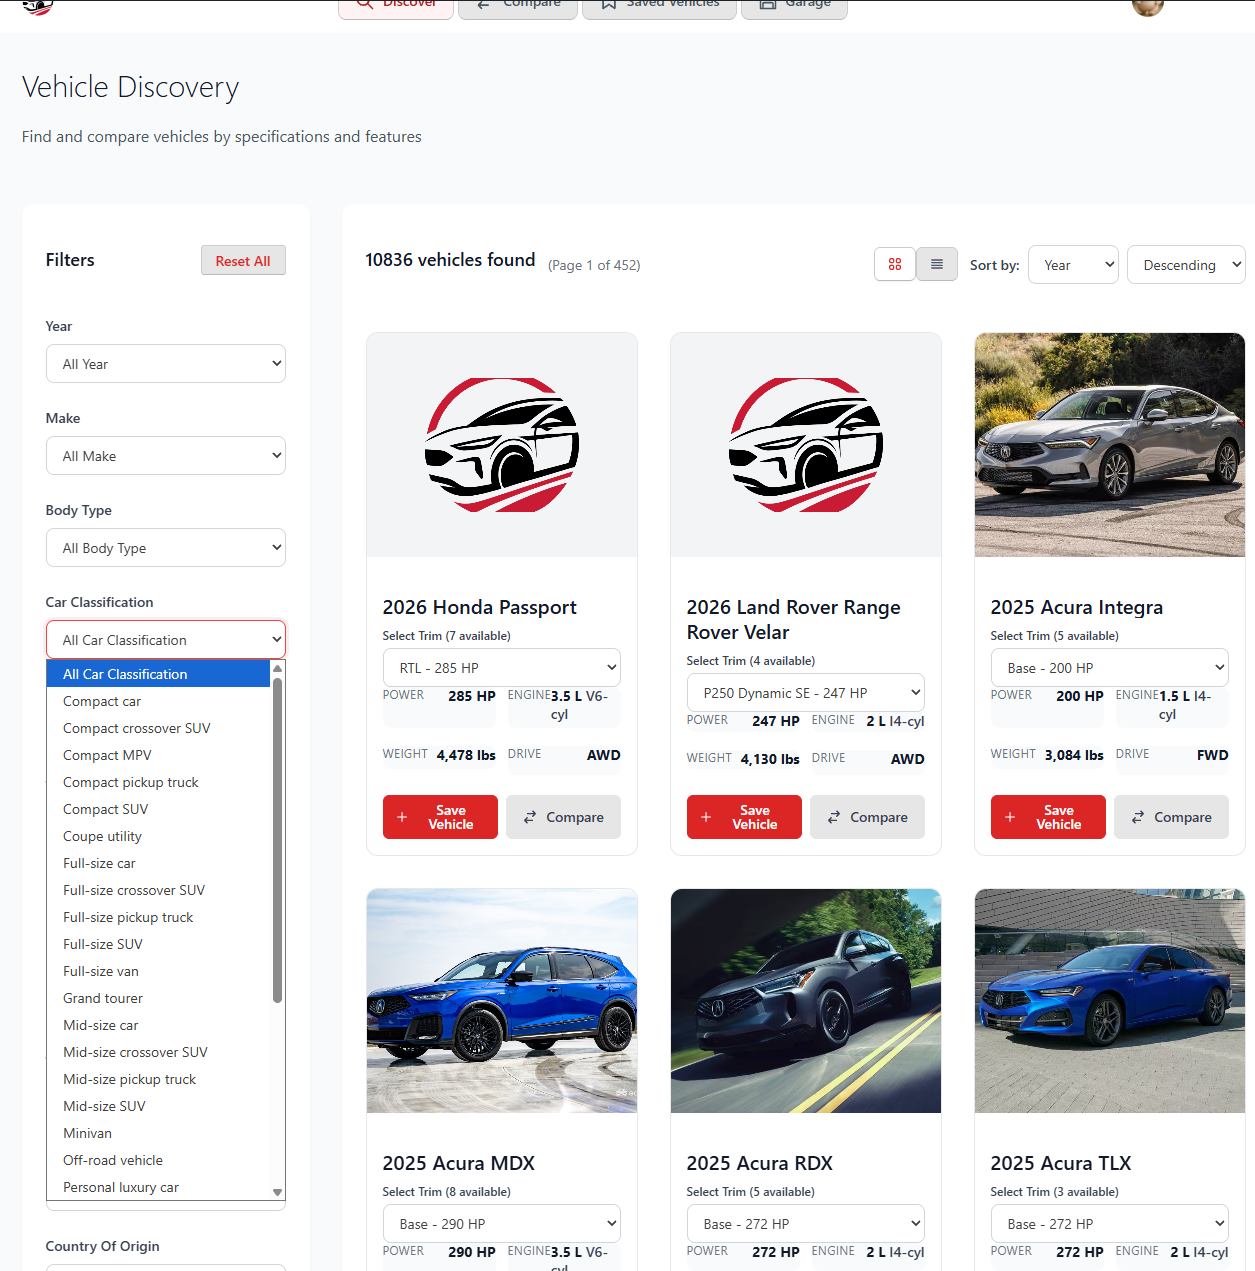 Discover
Compare
Saved Vehicles
Garage
Vehicle Discovery
Find and compare vehicles by specifications and features
Filters
Reset All
Year
All Year
Make
All Make
Body Type
All Body Type
Car Classification
All Car Classification
All Car Classification
Compact car
Compact crossover SUV
Compact MPV
Compact pickup truck
Compact SUV
Coupe utility
Full-size car
Full-size crossover SUV
Full-size pickup truck
Full-size SUV
Full-size van
Grand tourer
Mid-size car
Mid-size crossover SUV
Mid-size pickup truck
Mid-size SUV
Minivan
Off-road vehicle
Personal luxury car
Country Of Origin
10836 vehicles found (Page 1 of 452)
Sort by: Year Descending
2026 Honda Passport
Select Trim (7 available)
RTL - 285 HP
POWER 285 HP ENGINE 3.5 L V6-
cyl
WEIGHT 4,478 lbs DRIVE AWD
Save
Vehicle
Compare
2026 Land Rover Range
Rover Velar
Select Trim (4 available)
P250 Dynamic SE - 247 HP
POWER 247 HP ENGINE 2 L I4-cyl
WEIGHT 4,130 lbs DRIVE AWD
Save
Vehicle
Compare
2025 Acura Integra
Select Trim (5 available)
Base - 200 HP
POWER 200 HP ENGINE 1.5 L I4-
cyl
WEIGHT 3,084 lbs DRIVE FWD
Save
Vehicle
Compare
2025 Acura MDX
Select Trim (8 available)
Base - 290 HP
POWER 290 HP ENGINE 3.5 L V6-
cyl
2025 Acura RDX
Select Trim (5 available)
Base - 272 HP
POWER 272 HP ENGINE 2 L I4-cyl
2025 Acura TLX
Select Trim (3 available)
Base - 272 HP
POWER 272 HP ENGINE 2 L I4-cyl